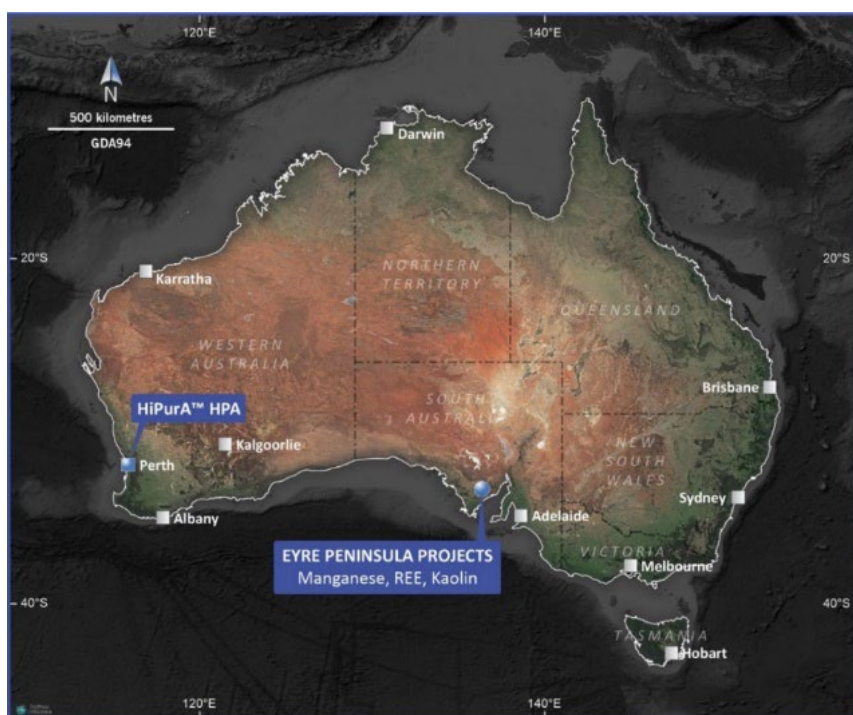 120°E
140°E
N
500 kilometres
GDA94
Darwin
20°S
20°S
Karratha
NORTHERN
TERRITORY
QUEENSLAND
WESTERN
AUSTRALIA
Brisbane
HiPurA™ HPA
SOUTH
AUSTRALI
Kalgoorlie
Perth
NEW
SOUTH
WALES
Sydney
Albany
Adelaide
EYRE PENINSULA PROJECTS
Manganese, REE, Kaolin
VICTORIA
Melbourne
40°S
40°S
TASMANIA
Hobart
120°E
140°E